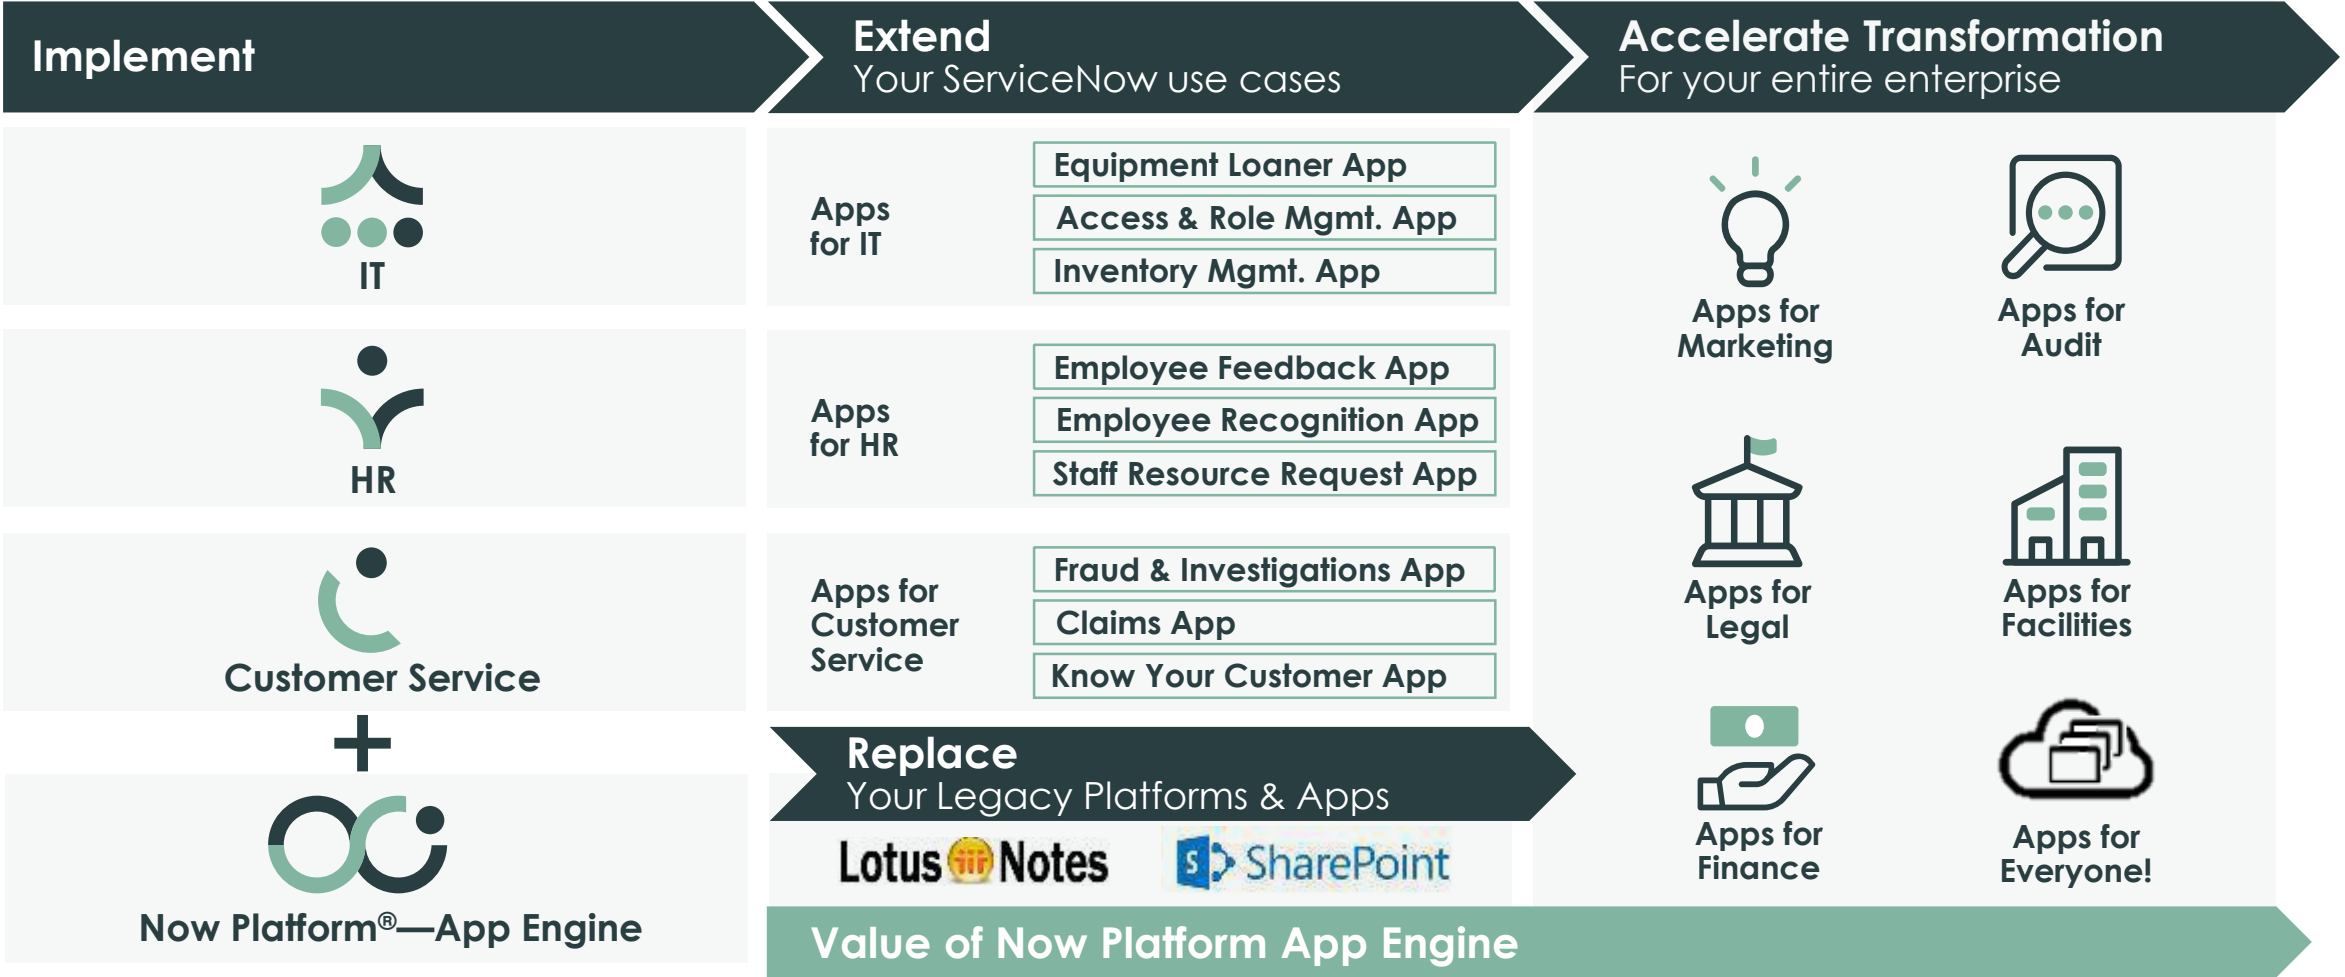 Implement
Extend
Your ServiceNow use cases
Accelerate Transformation
For your entire enterprise
IT
HR
Customer Service
+
Now Platform®—App Engine
Apps
for IT
Equipment Loaner App
Access & Role Mgmt. App
Inventory Mgmt. App
Apps
for HR
Employee Feedback App
Employee Recognition App
Staff Resource Request App
Apps for
Customer
Service
Fraud & Investigations App
Claims App
Know Your Customer App
Replace
Your Legacy Platforms & Apps
Lotus Notes
S SharePoint
Apps for
Marketing
Apps for
Audit
Apps for
Legal
Apps for
Facilities
Apps for
Finance
Apps for
Everyone!
Value of Now Platform App Engine